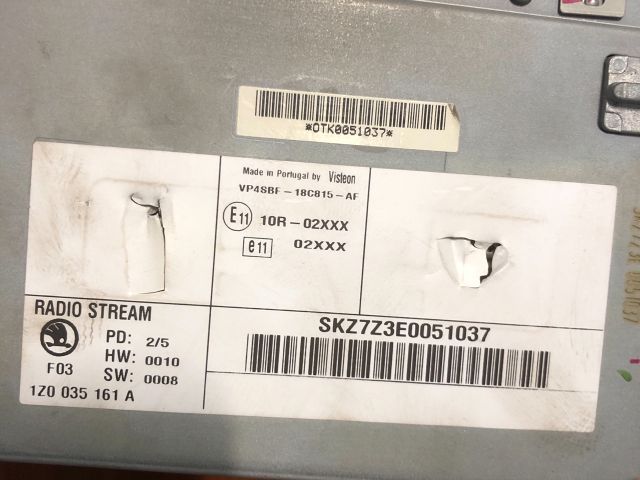 *OTK0051037*
Made in Portugal by Visteon
VP4SBF-18C815-AF
E11 10R-02XXX
e11 02XXX
RADIO STREAM
PD: 2/5
HW: 0010
F03
SW: 0008
1Z0 035 161 A
SKZ7Z3E0051037